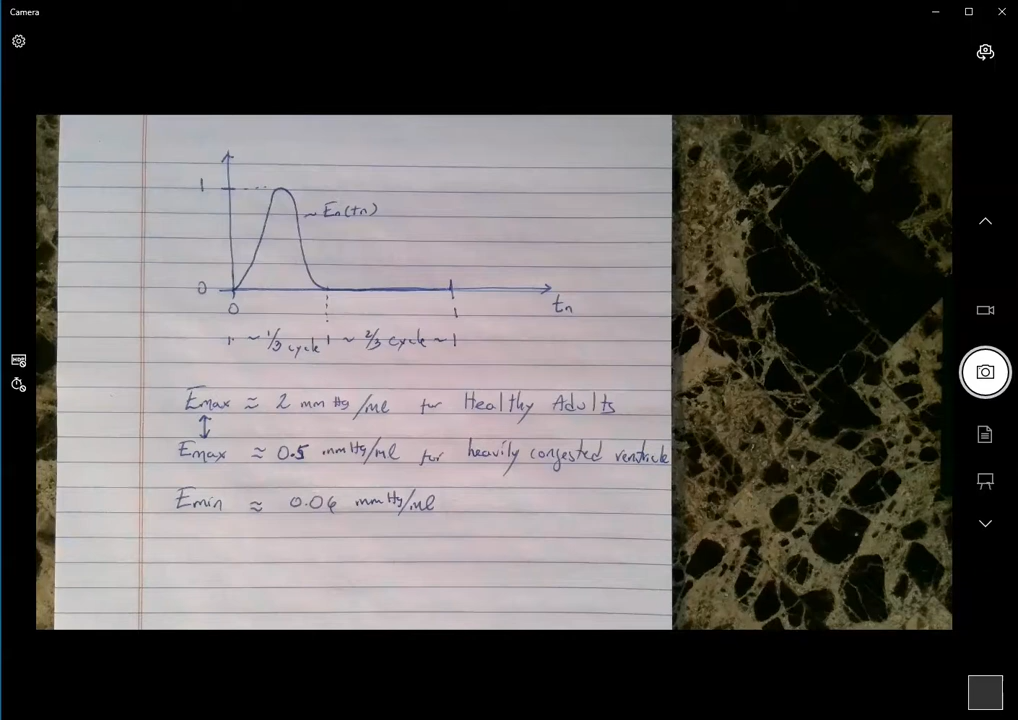 Camera
1
~ En(tn)
0
0
1
tn
~ 1/3 cycle
~ 2/3 cycle ~
Emax ≈ 2 mmHg/ml for Healthy Adults
↕
Emax ≈ 0.5 mmHg/ml for heavily congested ventricle
Emin ≈ 0.06 mmHg/ml